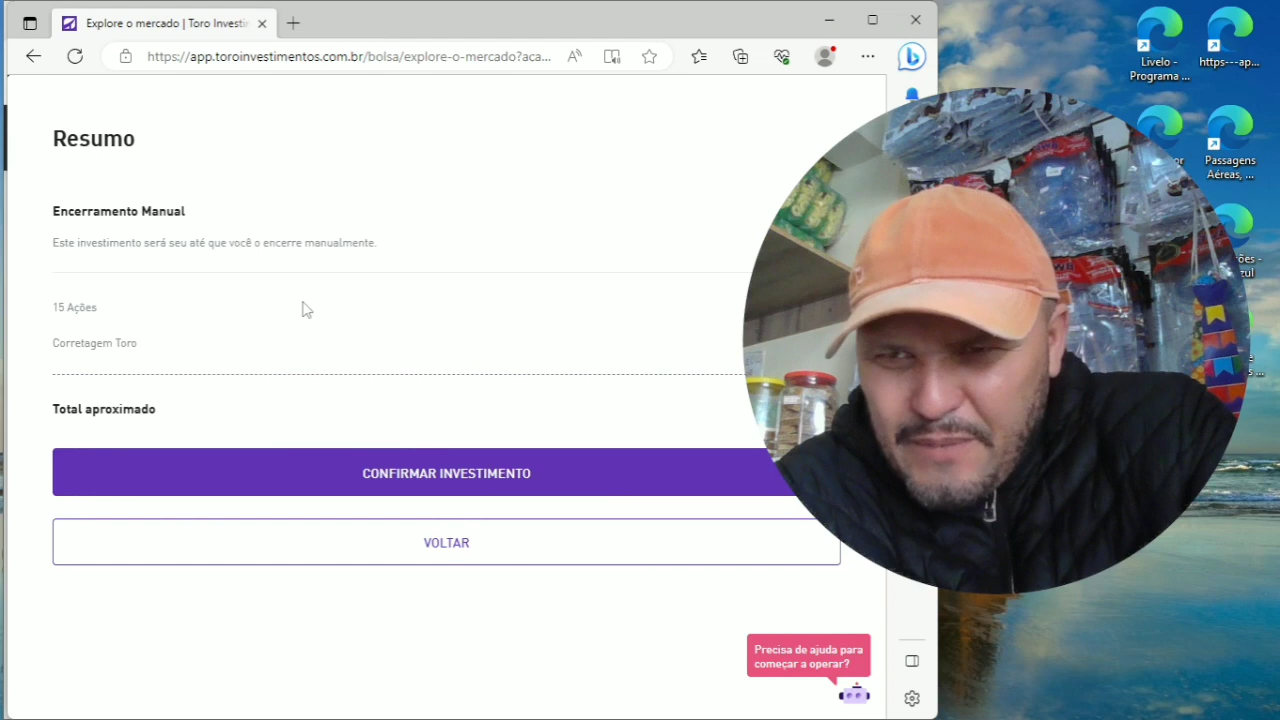 Explore o mercado | Toro Investir
https://app.toroinvestimentos.com.br/bolsa/explore-o-mercado?aca...
Resumo
Encerramento Manual
Este investimento será seu até que você o encerre manualmente.
15 Ações
Corretagem Toro
Total aproximado
CONFIRMAR INVESTIMENTO
VOLTAR
Precisa de ajuda para
começar a operar?
Livelo -
Programa ...
https---ap...
Passagens
Aéreas, ...